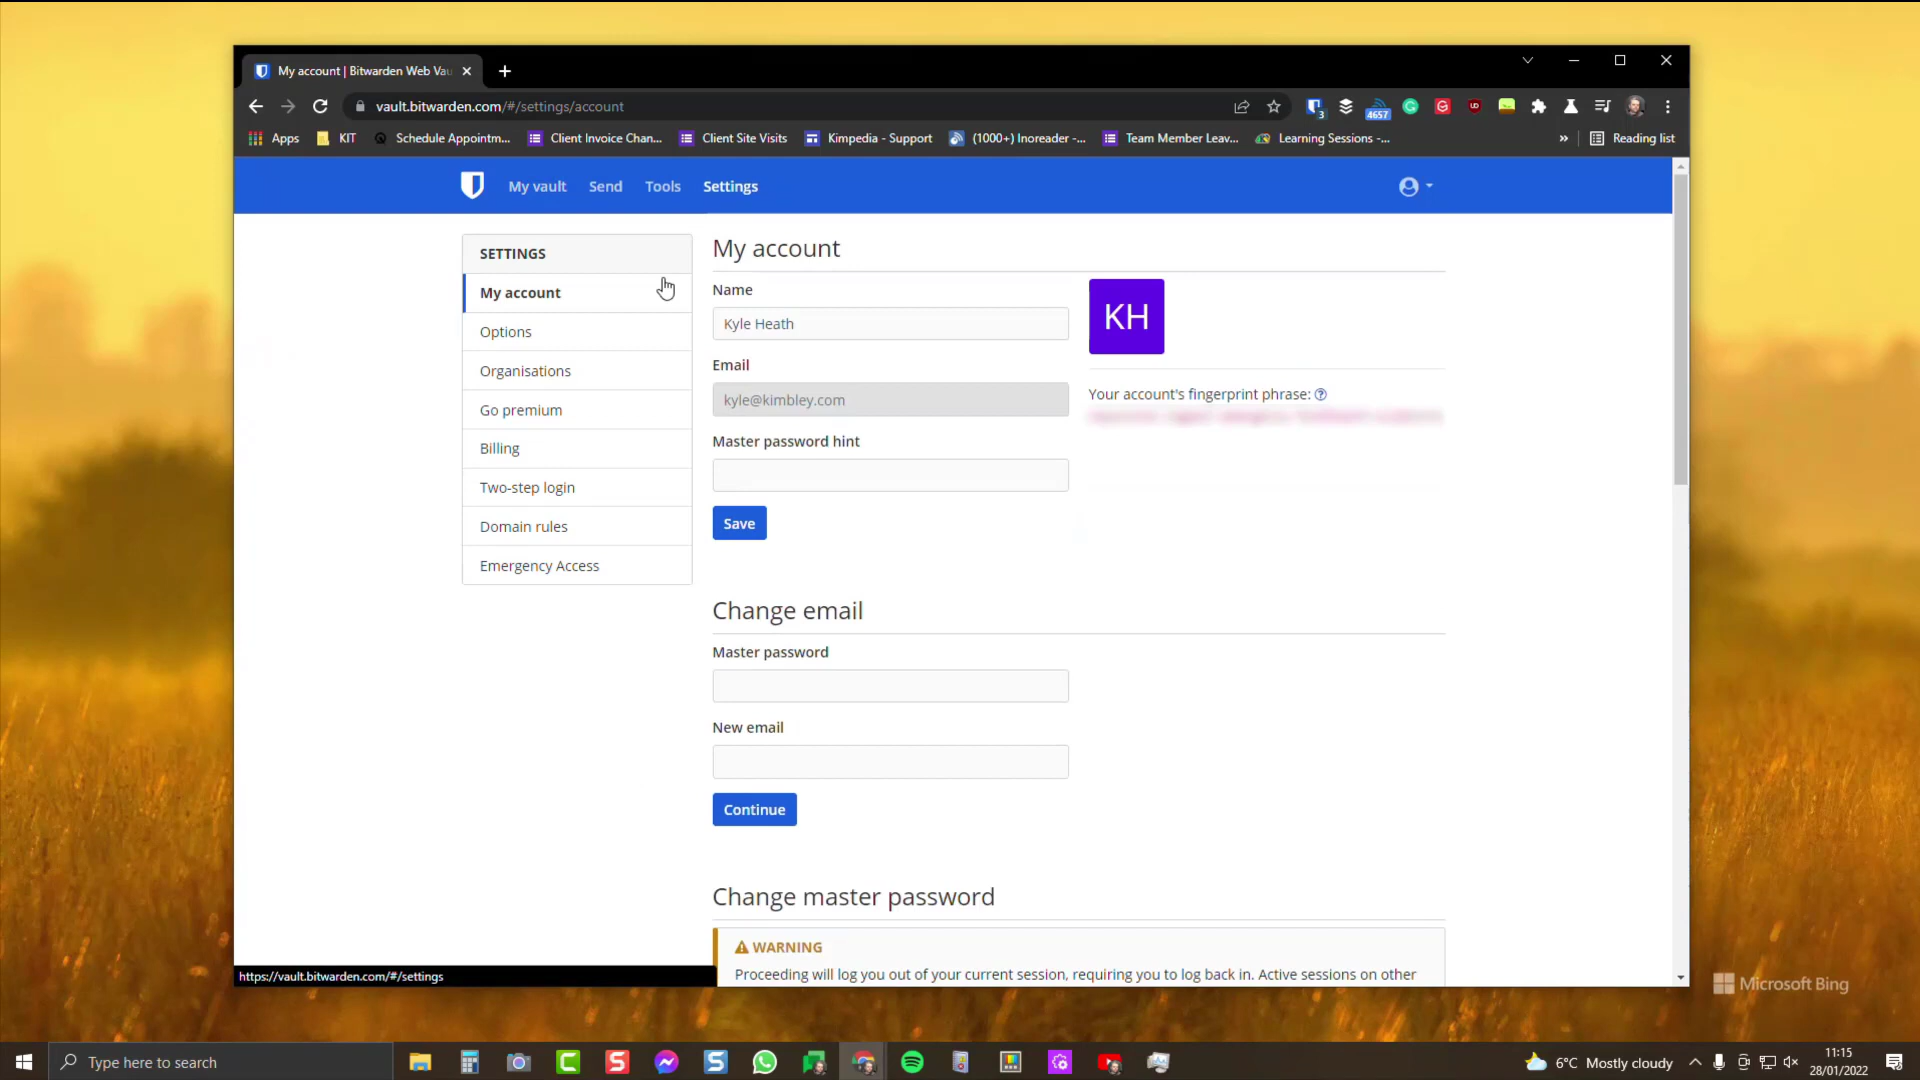 My account | Bitwarden Web Vau
vault.bitwarden.com/#/settings/account
3
4657
Apps
KIT
Schedule Appointm...
Client Invoice Chan...
Client Site Visits
Kimpedia - Support
(1000+) Inoreader -...
Team Member Leav...
Learning Sessions -...
»
Reading list
My vault
Send
Tools
Settings
SETTINGS
My account
Options
Organisations
Go premium
Billing
Two-step login
Domain rules
Emergency Access
My account
Name
Kyle Heath
KH
Email
kyle@kimbley.com
Your account's fingerprint phrase:
Master password hint
Save
Change email
Master password
New email
Continue
Change master password
WARNING
Proceeding will log you out of your current session, requiring you to log back in. Active sessions on other
https://vault.bitwarden.com/#/settings
Microsoft Bing
Type here to search
6°C Mostly cloudy
11:15
28/01/2022